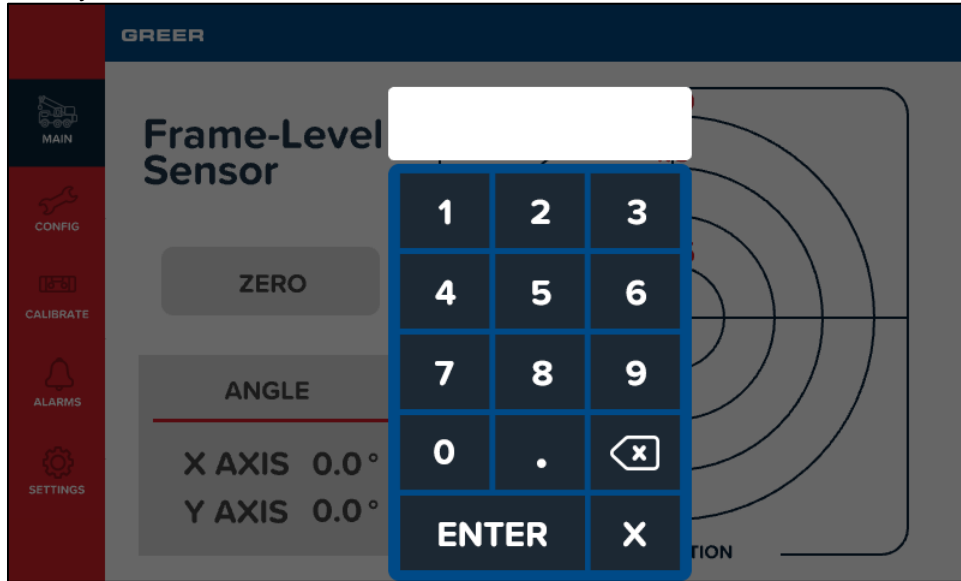 GREER
MAIN
CONFIG
CALIBRATE
ALARMS
SETTINGS
Frame-Level
Sensor
ZERO
ANGLE
X AXIS 0.0°
Y AXIS 0.0°
1 2 3
4 5 6
7 8 9
0 .
ENTER X
TION